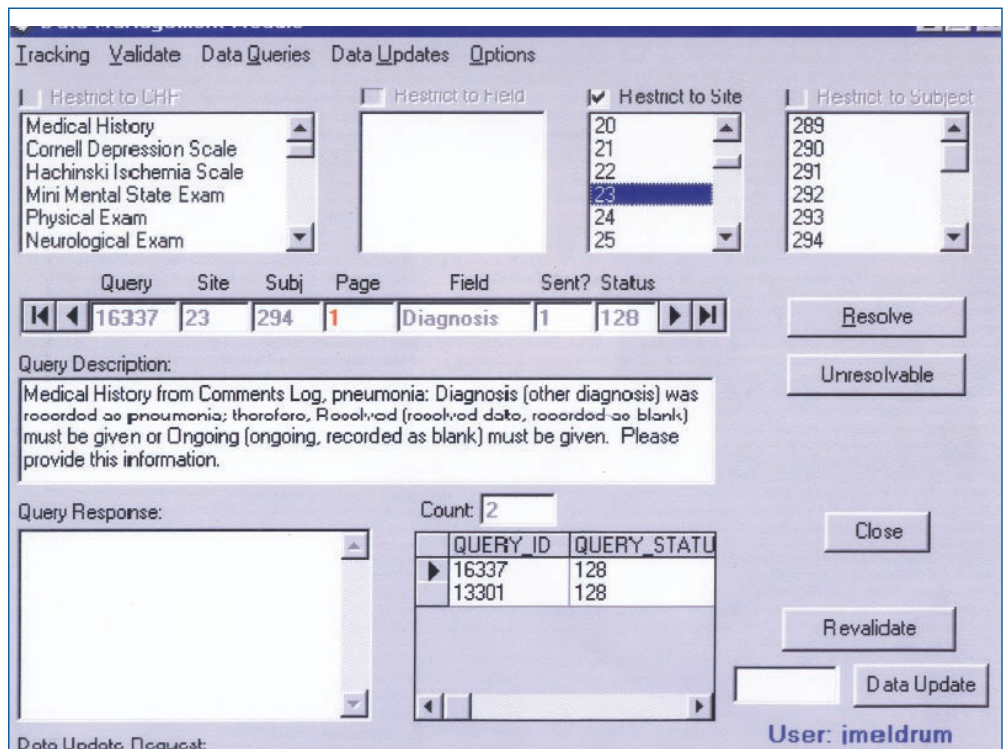 Data Management Module
Tracking Validate Data Queries Data Updates Options
Restrict to CRF Restrict to Field Restrict to Site Restrict to Subject
Medical History
Cornell Depression Scale
Hachinski Ischemia Scale
Mini Mental State Exam
Physical Exam
Neurological Exam
20
21
22
23
24
25
289
290
291
292
293
294
Query Site Subj Page Field Sent? Status
16337 23 294 1 Diagnosis 1 128
Resolve
Unresolvable
Query Description:
Medical History from Comments Log, pneumonia: Diagnosis (other diagnosis) was
recorded as pneumonia; therefore, Resolved (resolved date, recorded as blank)
must be given or Ongoing (ongoing, recorded as blank) must be given. Please
provide this information.
Query Response:
Count: 2
QUERY_ID QUERY_STATU
16337 128
13301 128
Close
Revalidate
Data Update
User: jmeldrum
Data Update Request: